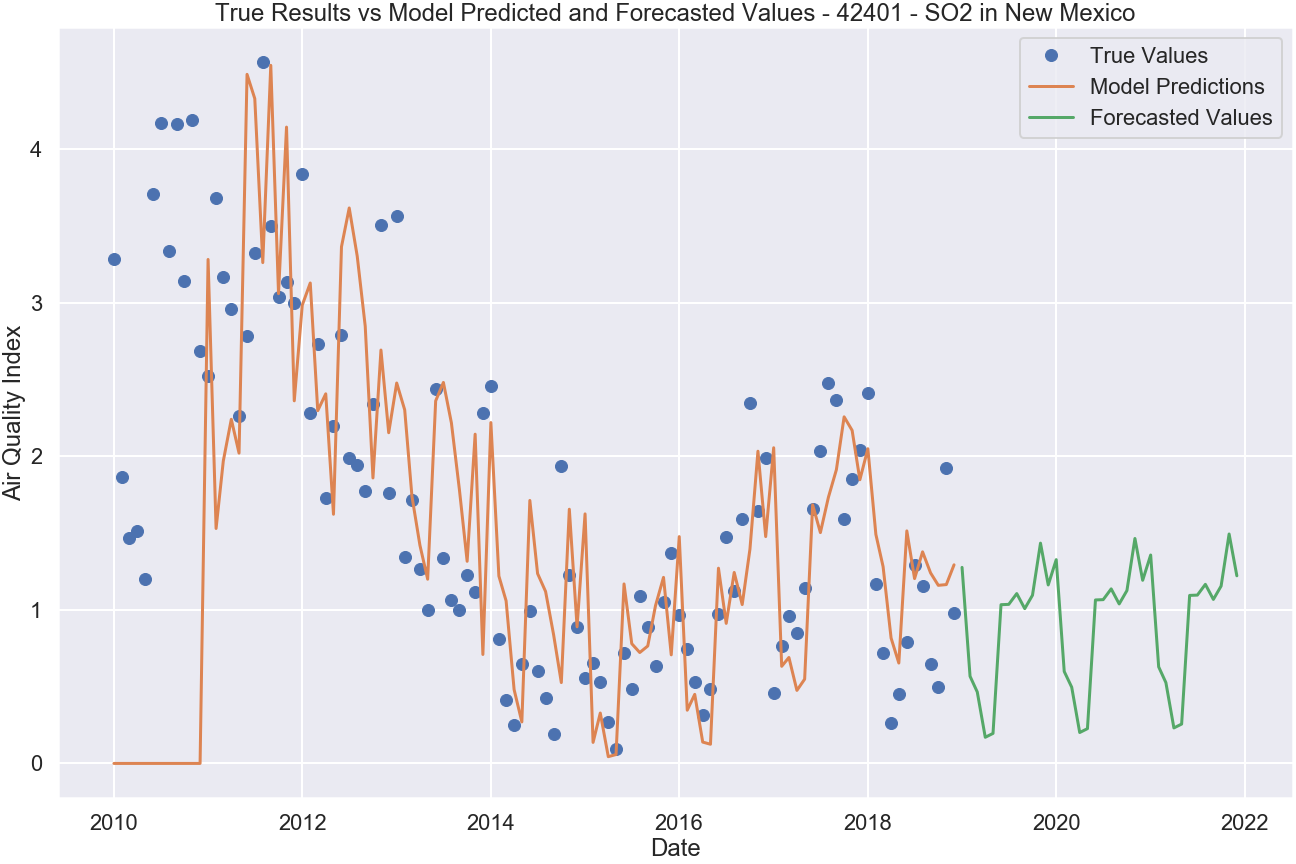 True Results vs Model Predicted and Forecasted Values - 42401 - SO2 in New Mexico
True Values
Model Predictions
Forecasted Values
Air Quality Index
4
3
2
1
0
2010
2012
2014
2016
2018
2020
2022
Date